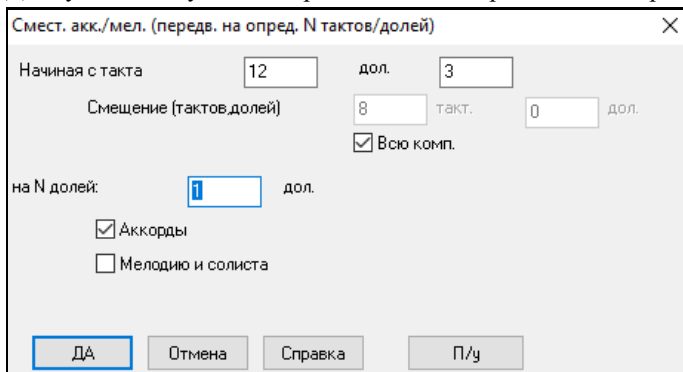 Смест. акк./мел. (передв. на опред. N тактов/долей)
Начиная с такта 12 дол. 3
Смещение (тактов,долей) 8 такт. 0 дол.
Всю комп.
на N долей: 1 дол.
Аккорды
Мелодию и солиста
ДА Отмена Справка П/у